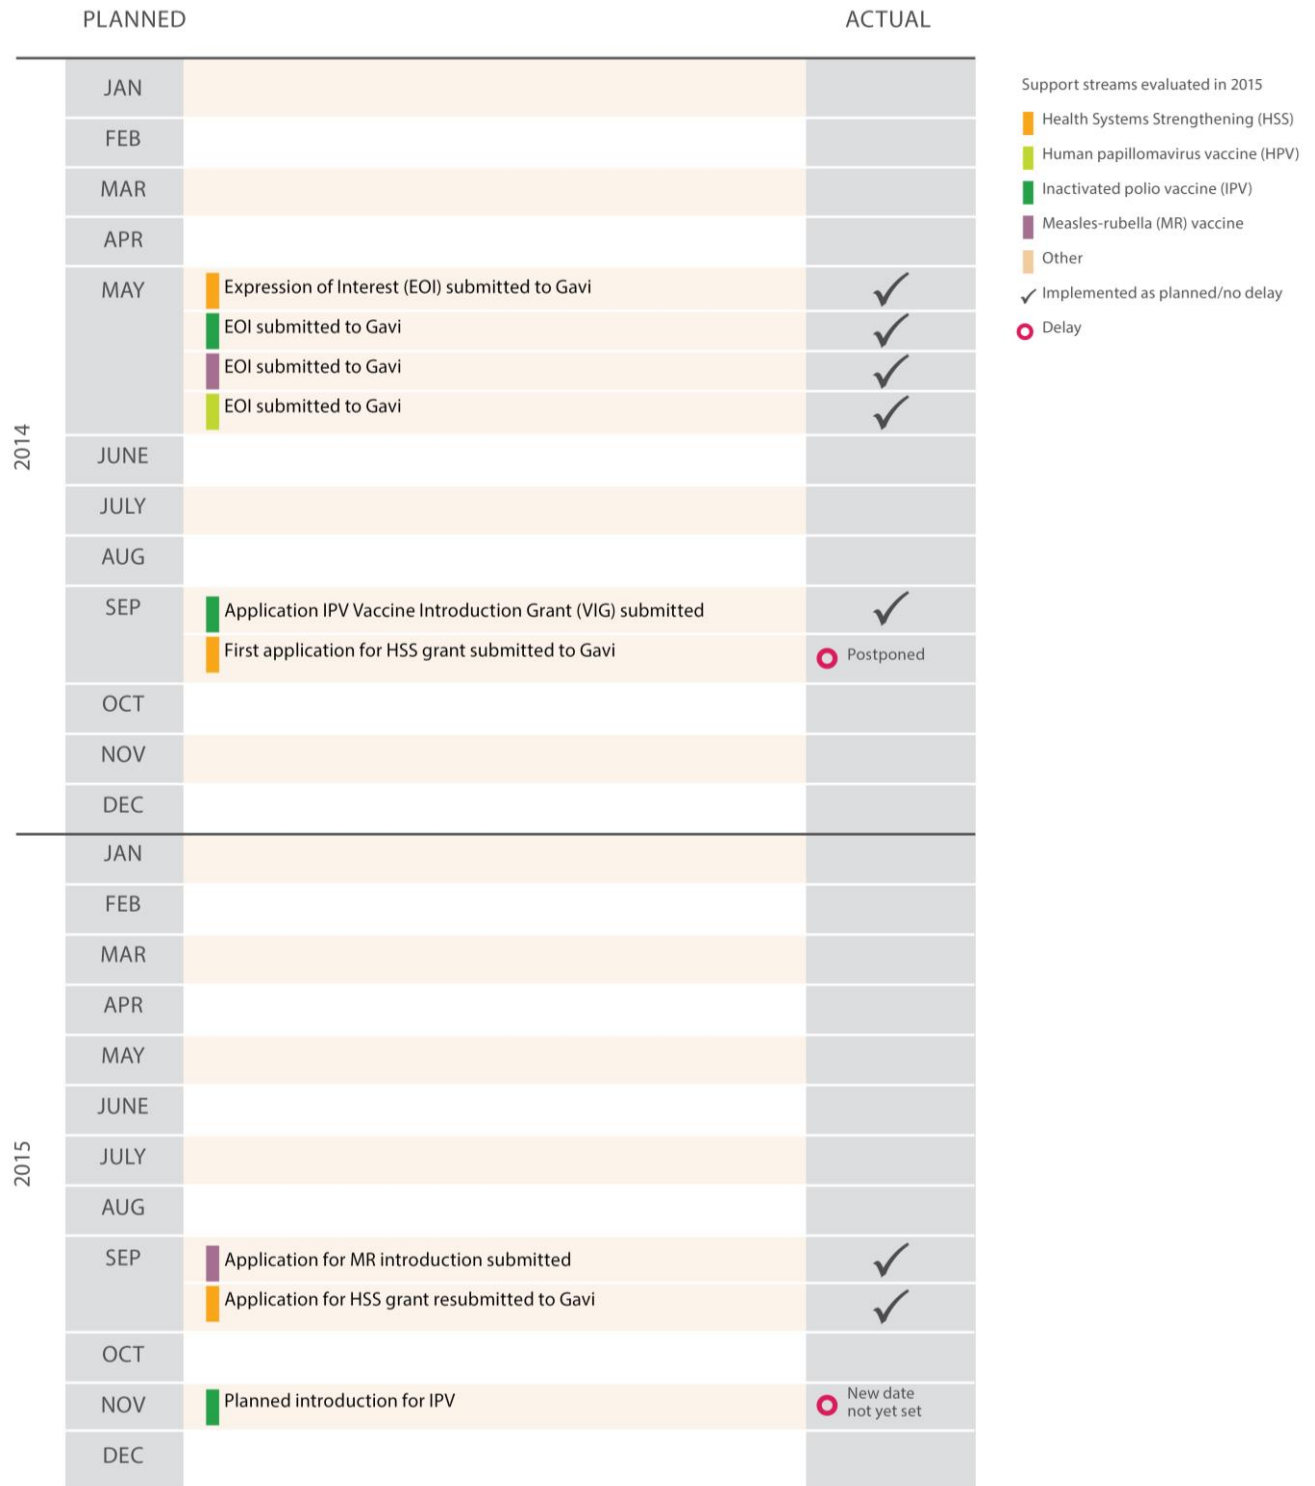 PLANNED
ACTUAL
2014
JAN
FEB
MAR
APR
MAY
Expression of Interest (EOI) submitted to Gavi
EOI submitted to Gavi
EOI submitted to Gavi
EOI submitted to Gavi
JUNE
JULY
AUG
SEP
Application IPV Vaccine Introduction Grant (VIG) submitted
First application for HSS grant submitted to Gavi
Postponed
OCT
NOV
DEC
2015
JAN
FEB
MAR
APR
MAY
JUNE
JULY
AUG
SEP
Application for MR introduction submitted
Application for HSS grant resubmitted to Gavi
OCT
NOV
Planned introduction for IPV
New date
not yet set
DEC
Support streams evaluated in 2015
Health Systems Strengthening (HSS)
Human papillomavirus vaccine (HPV)
Inactivated polio vaccine (IPV)
Measles-rubella (MR) vaccine
Other
Implemented as planned/no delay
Delay